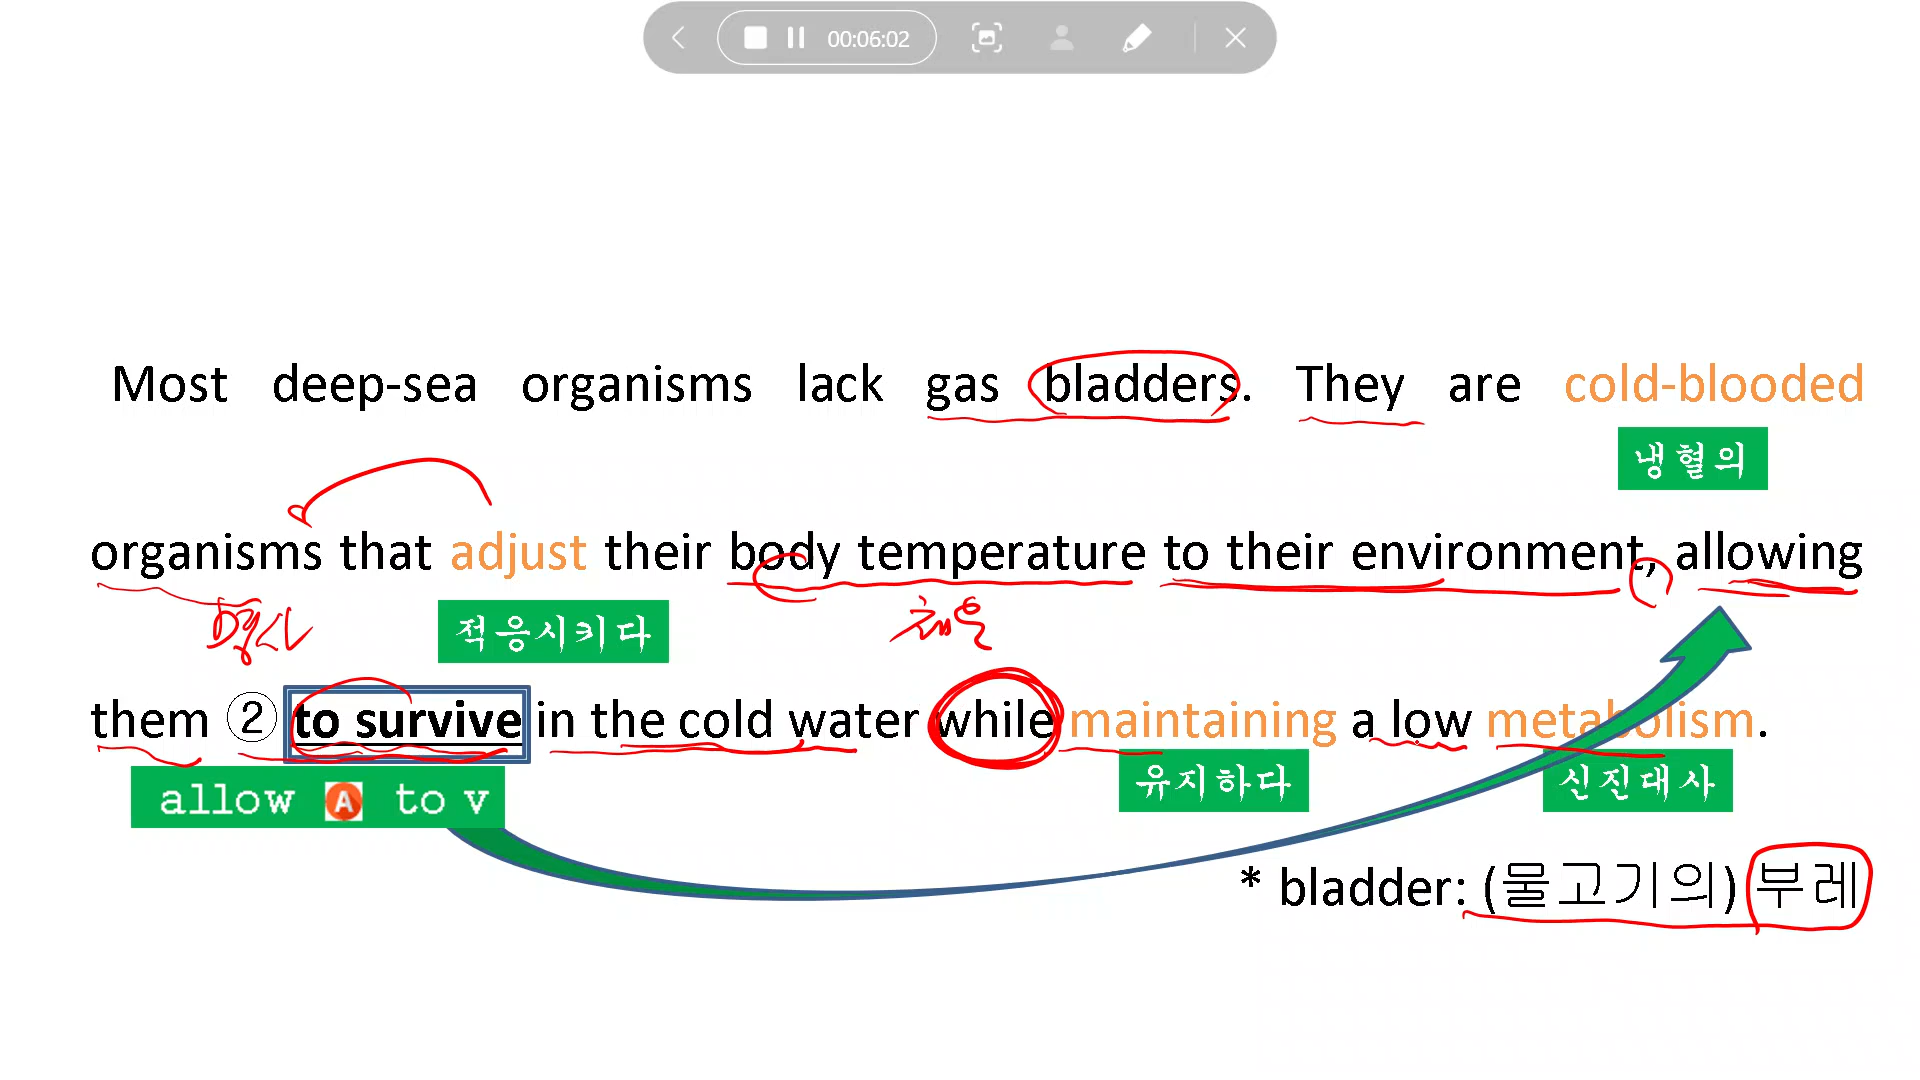 00:06:02
Most deep-sea organisms lack gas bladders. They are cold-blooded
냉혈의
organisms that adjust their body temperature to their environment, allowing
적응시키다
체온
them ② to survive in the cold water while maintaining a low metabolism.
allow A to v
유지하다
신진대사
* bladder: (물고기의) 부레